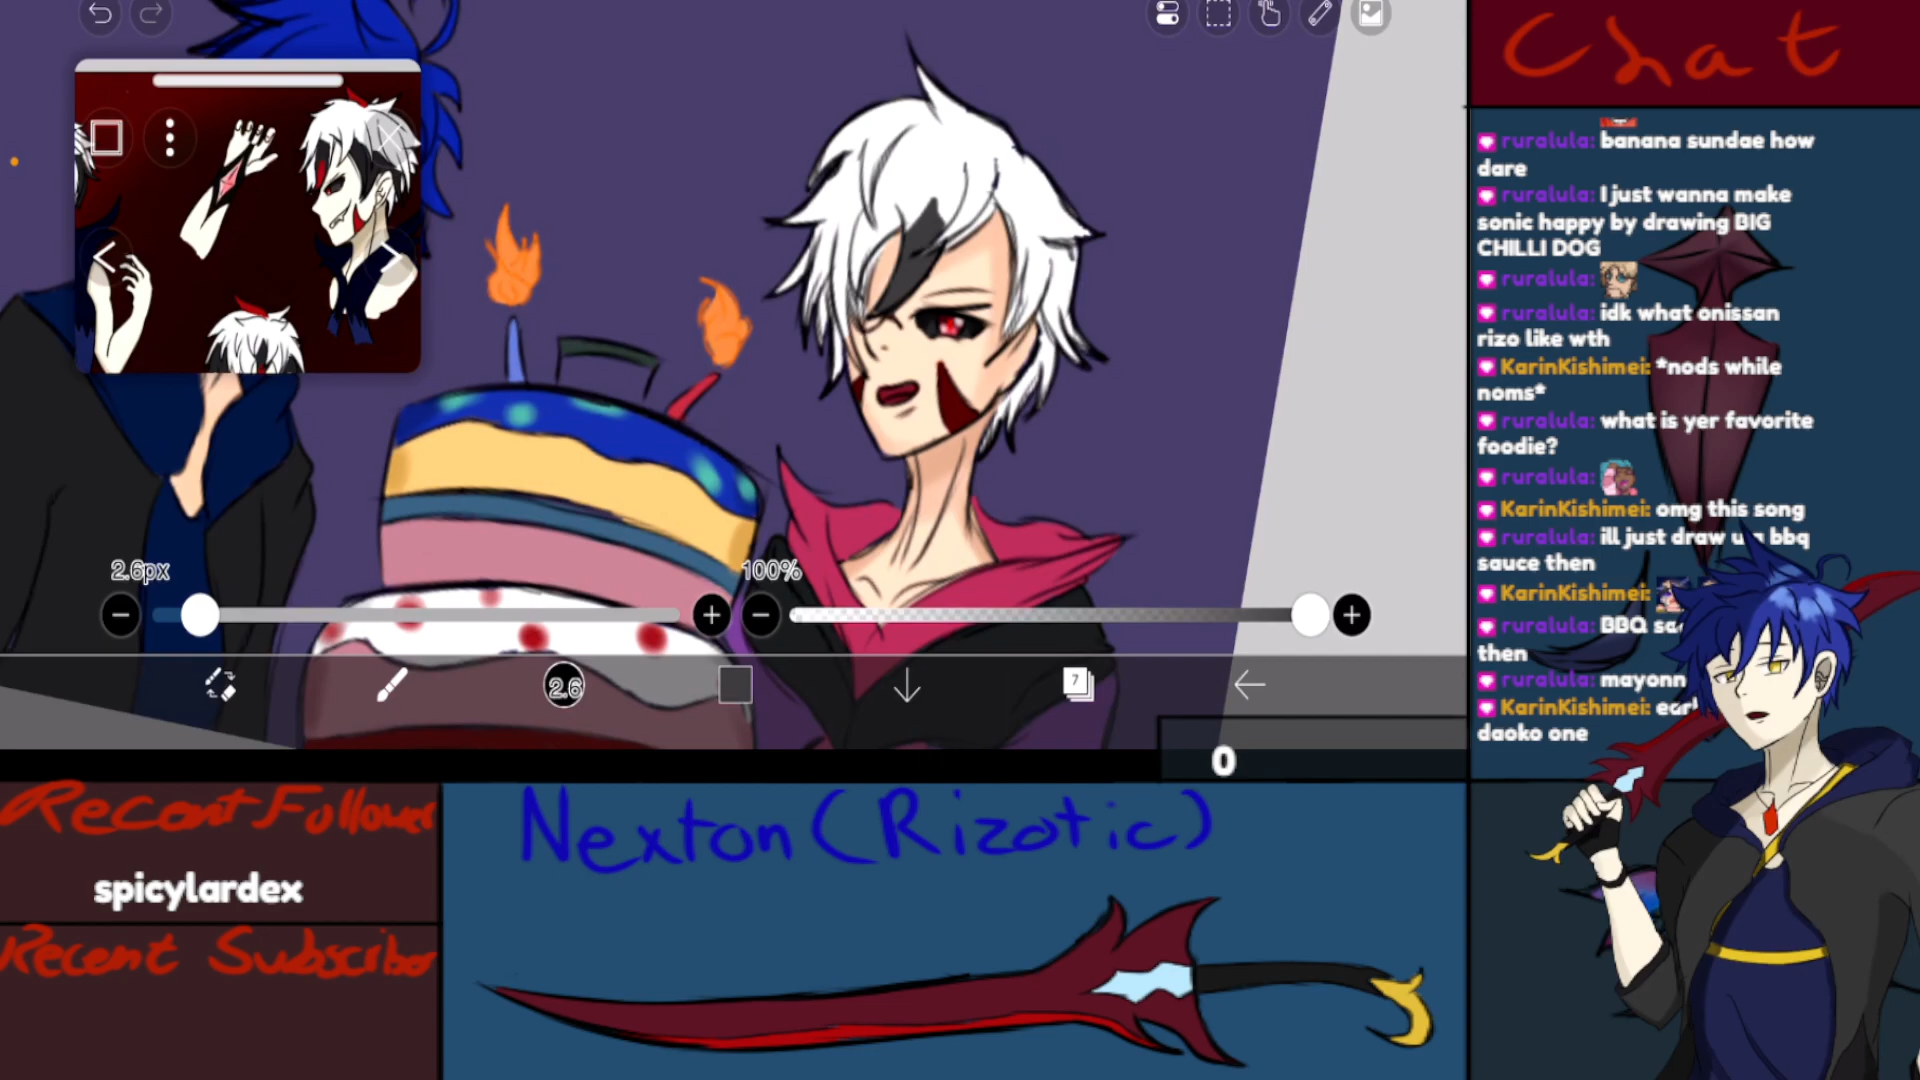 Chat
ruralula: banana sundae how
dare
ruralula: I just wanna make
sonic happy by drawing BIG
CHILLI DOG
ruralula:
ruralula: idk what onissan
rizo like wth
KarinKishimei: *nods while
noms*
ruralula: what is yer favorite
foodie?
ruralula:
KarinKishimei: omg this song
ruralula: ill just draw bbq
sauce then
KarinKishimei:
ruralula: BBQ
then
ruralula: mayonn
KarinKishimei:
daoko one
2.6px
100%
2.6
7
0
Recent Follower
spicylardex
Recent Subscriber
Nexton (Rizotic)